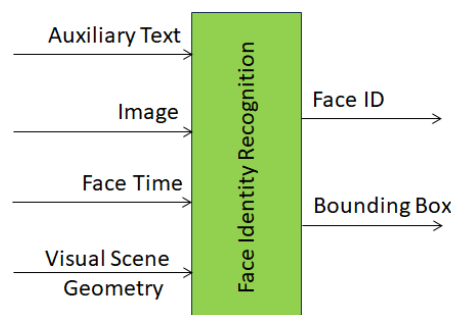 Auxiliary Text
Image
Face Time
Visual Scene
Geometry
Face Identity Recognition
Face ID
Bounding Box